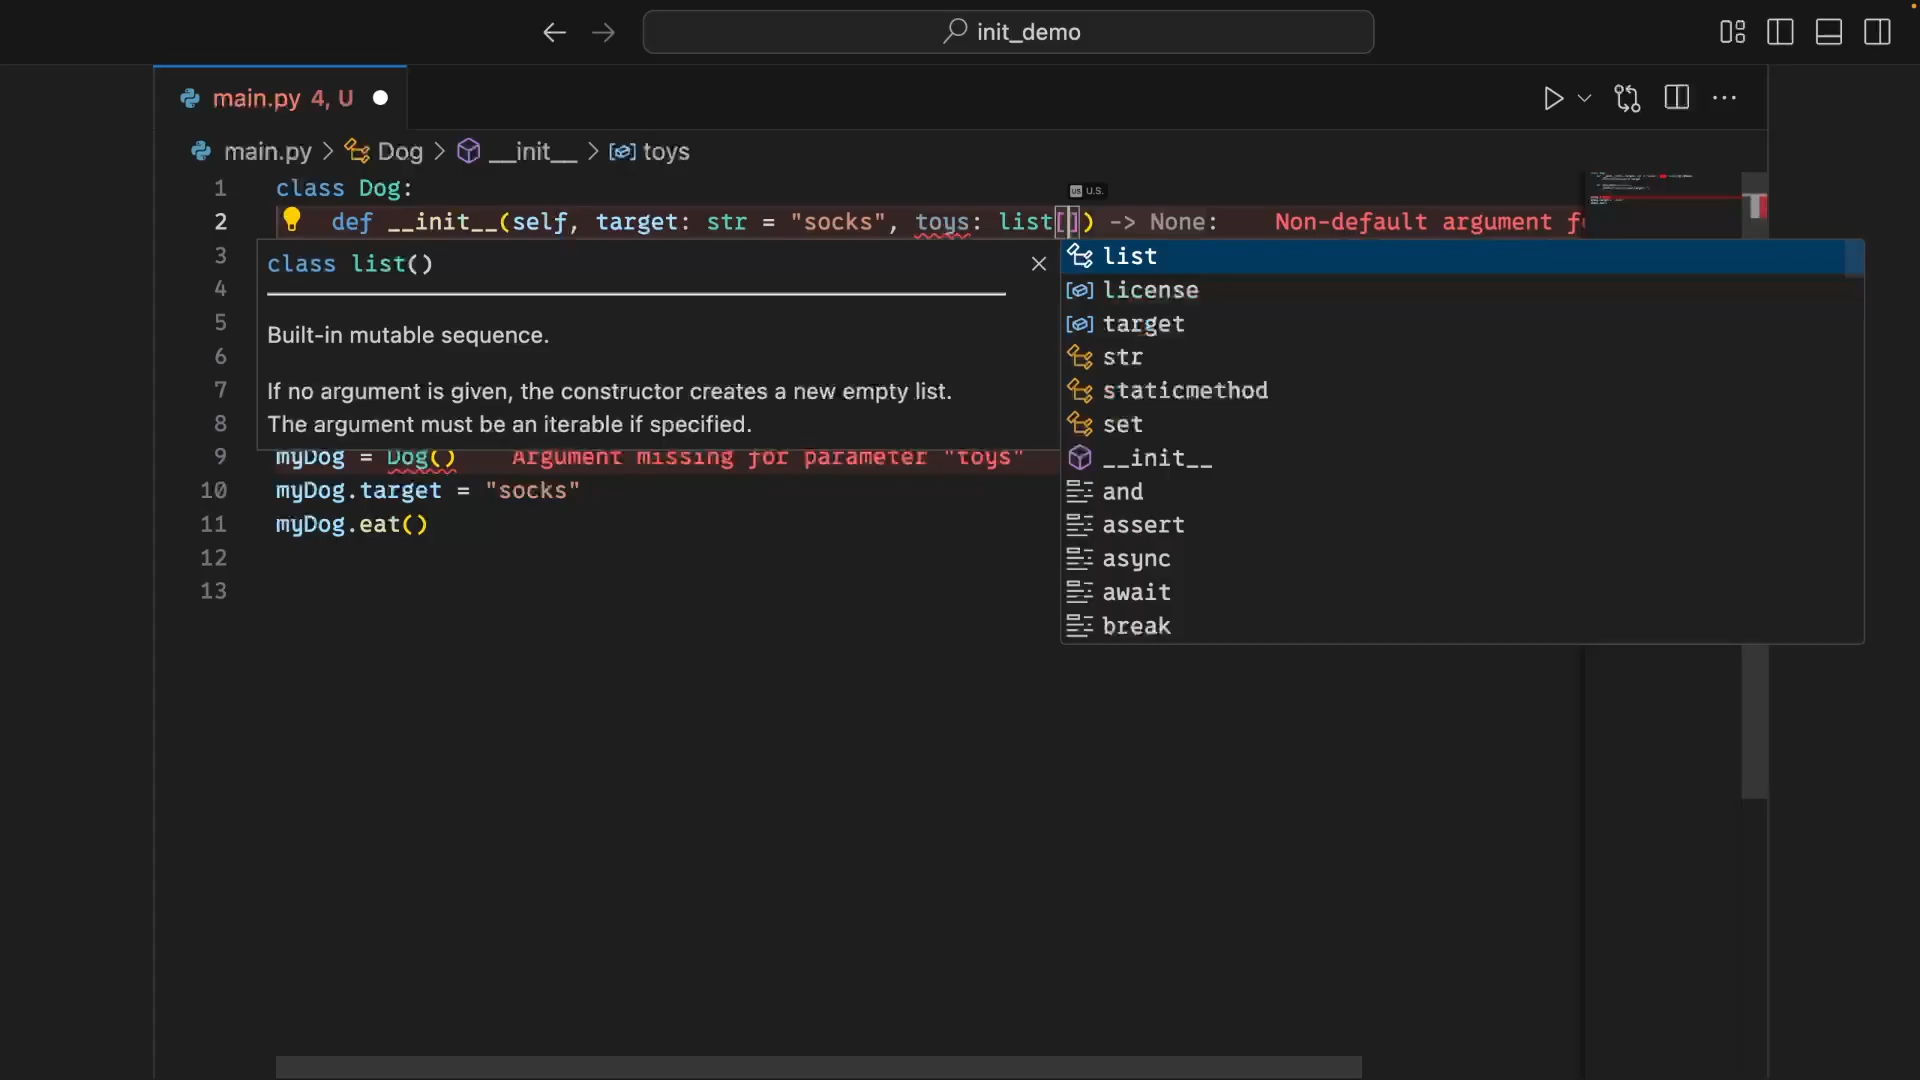 init_demo
main.py 4, U
main.py > Dog > __init__ > toys
1 class Dog:
US U.S.
2 def __init__(self, target: str = "socks", toys: list[]) -> None: Non-default argument
3
4
5
6
7
8
class list()
Built-in mutable sequence.
If no argument is given, the constructor creates a new empty list.
The argument must be an iterable if specified.
list
license
target
str
staticmethod
set
__init__
and
assert
async
await
break
9 myDog = Dog() Argument missing for parameter "toys"
10 myDog.target = "socks"
11 myDog.eat()
12
13